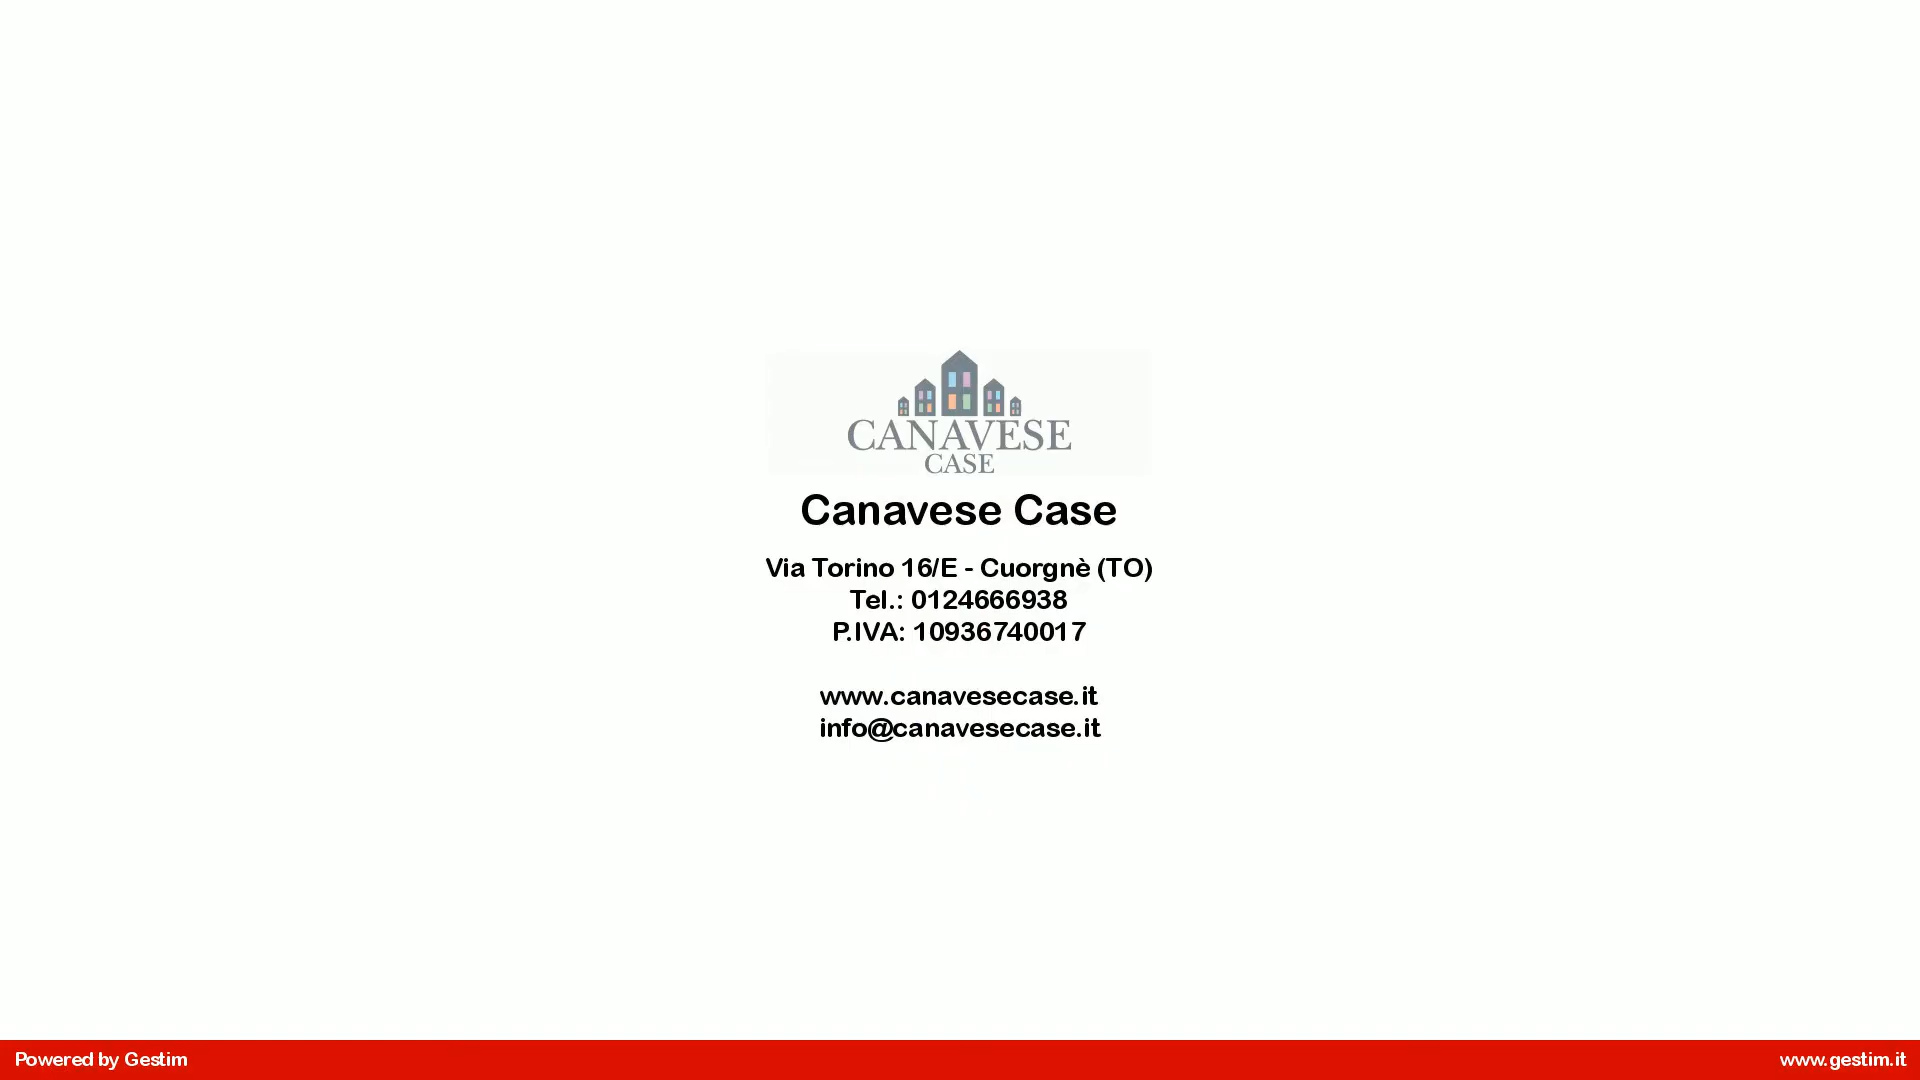 CANAVESE
CASE
Canavese Case
Via Torino 16/E - Cuorgnè (TO)
Tel.: 0124666938
P.IVA: 10936740017
www.canavesecase.it
info@canavesecase.it
Powered by Gestim
www.gestim.it